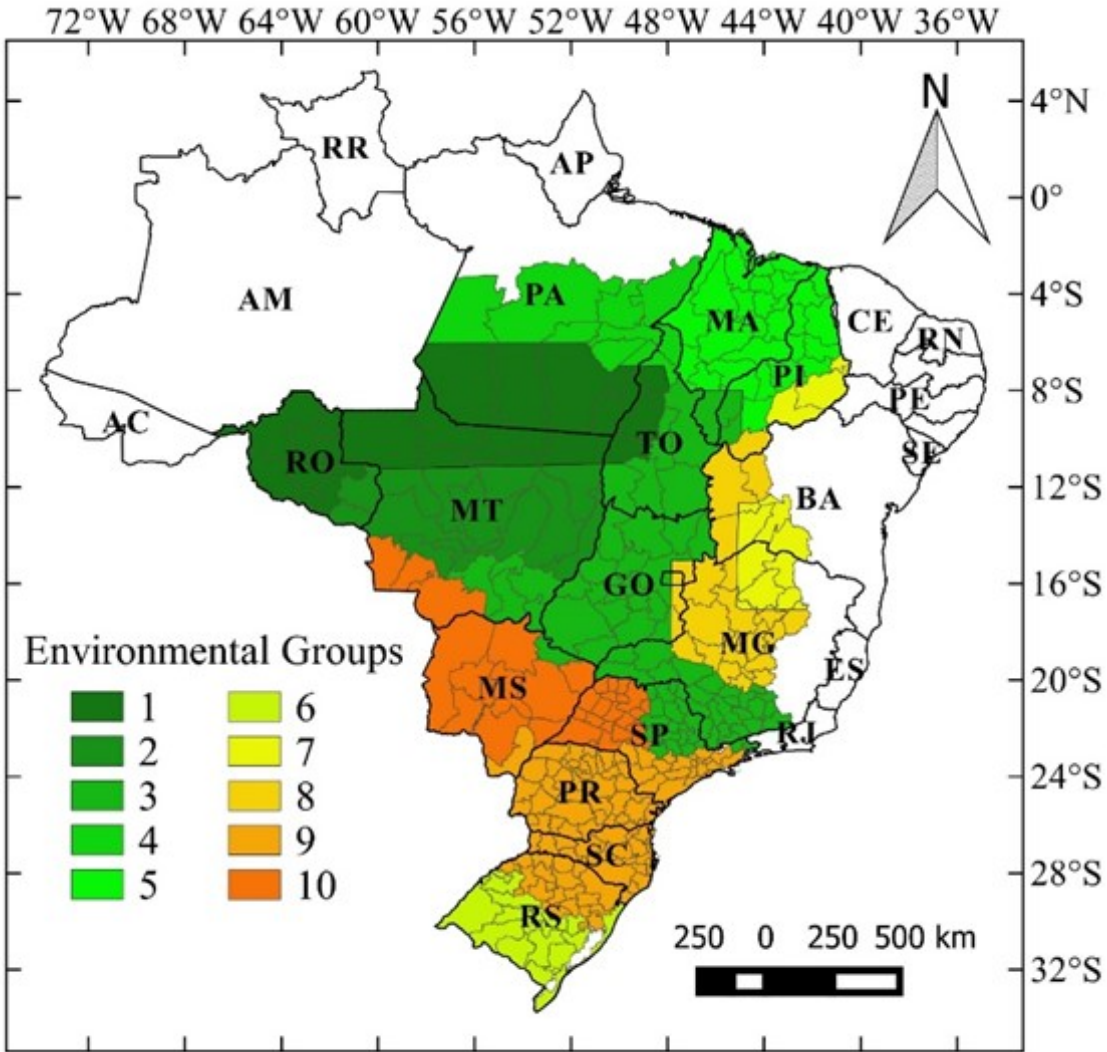 72°W 68°W 60°W 56°W 52°W 48°W 44°W 40°W 36°W
N
4°N
RR
AP
0°
AM
PA
MA
CE
4°S
RN
PI
8°S
PE
AC
TO
SE
RO
BA
12°S
MT
GO
16°S
Environmental Groups
MG
ES
1
6
MS
20°S
2
7
SP
RJ
3
8
PR
24°S
4
9
SC
5
10
28°S
RS
250 0 250 500 km
32°S